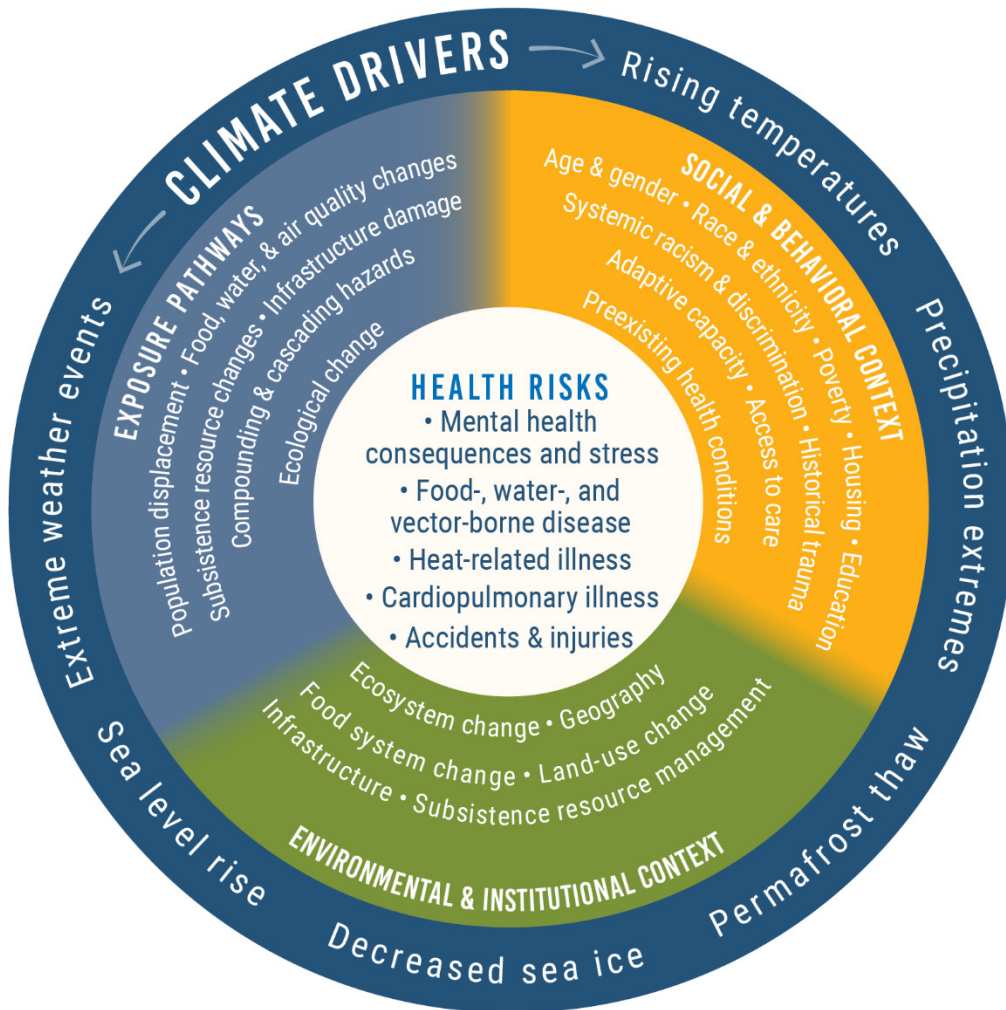 CLIMATE DRIVERS
Rising temperatures
Precipitation extremes
Permafrost thaw
Decreased sea ice
Sea level rise
Extreme weather events
EXPOSURE PATHWAYS
Population displacement • Food, water, & air quality changes
Subsistence resource changes • Infrastructure damage
Compounding & cascading hazards
Ecological change
SOCIAL & BEHAVIORAL CONTEXT
Age & gender • Race & ethnicity • Poverty • Housing • Education
Systemic racism & discrimination • Historical trauma
Adaptive capacity • Access to care
Preexisting health conditions
HEALTH RISKS
• Mental health
consequences and stress
• Food-, water-, and
vector-borne disease
• Heat-related illness
• Cardiopulmonary illness
• Accidents & injuries
Ecosystem change • Geography
Food system change • Land-use change
Infrastructure • Subsistence resource management
ENVIRONMENTAL & INSTITUTIONAL CONTEXT